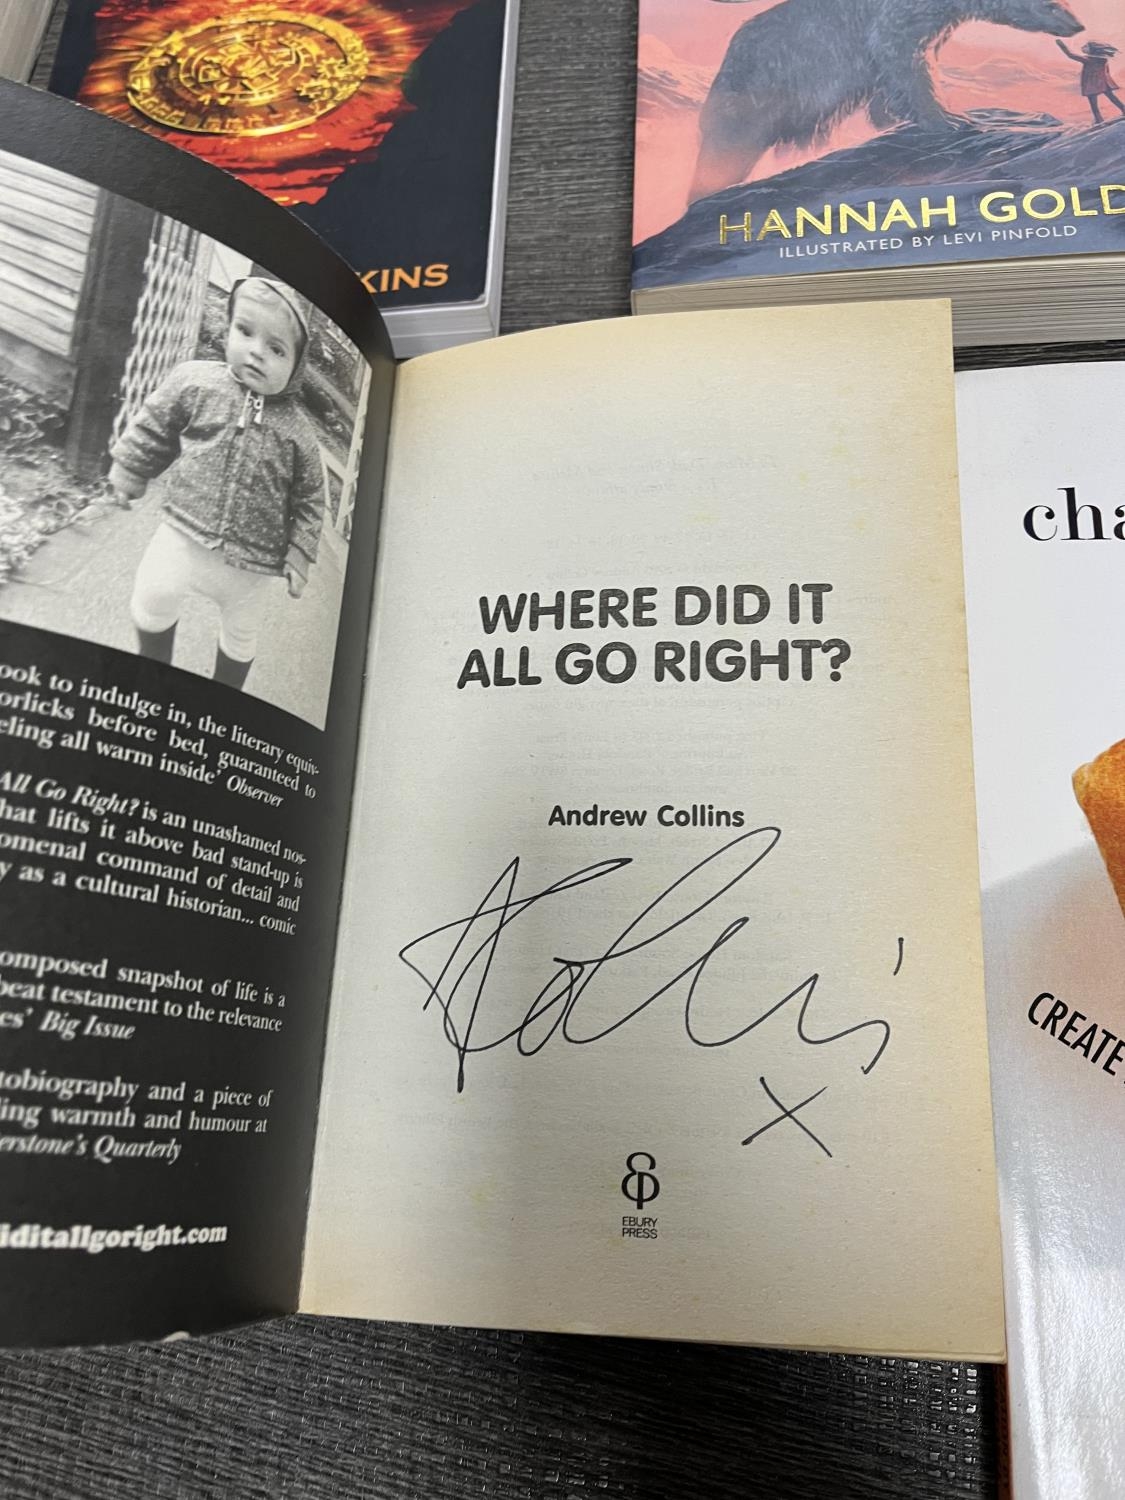 KINS
HANNAH GOLD
ILLUSTRATED BY LEVI PINFOLD
ook to indulge in, the literary equiv-
orlicks before bed, guaranteed to
eling all warm inside' Observer
All Go Right? is an unashamed nos-
hat lifts it above bad stand-up is
omenal command of detail and
y as a cultural historian... comic
omposed snapshot of life is a
beat testament to the relevance
es' Big Issue
tobiography and a piece of
ling warmth and humour at
erstone's Quarterly
iditallgoright.com
WHERE DID IT
ALL GO RIGHT?
Andrew Collins
A Collins
x
EBURY
PRESS
cha
CREATE